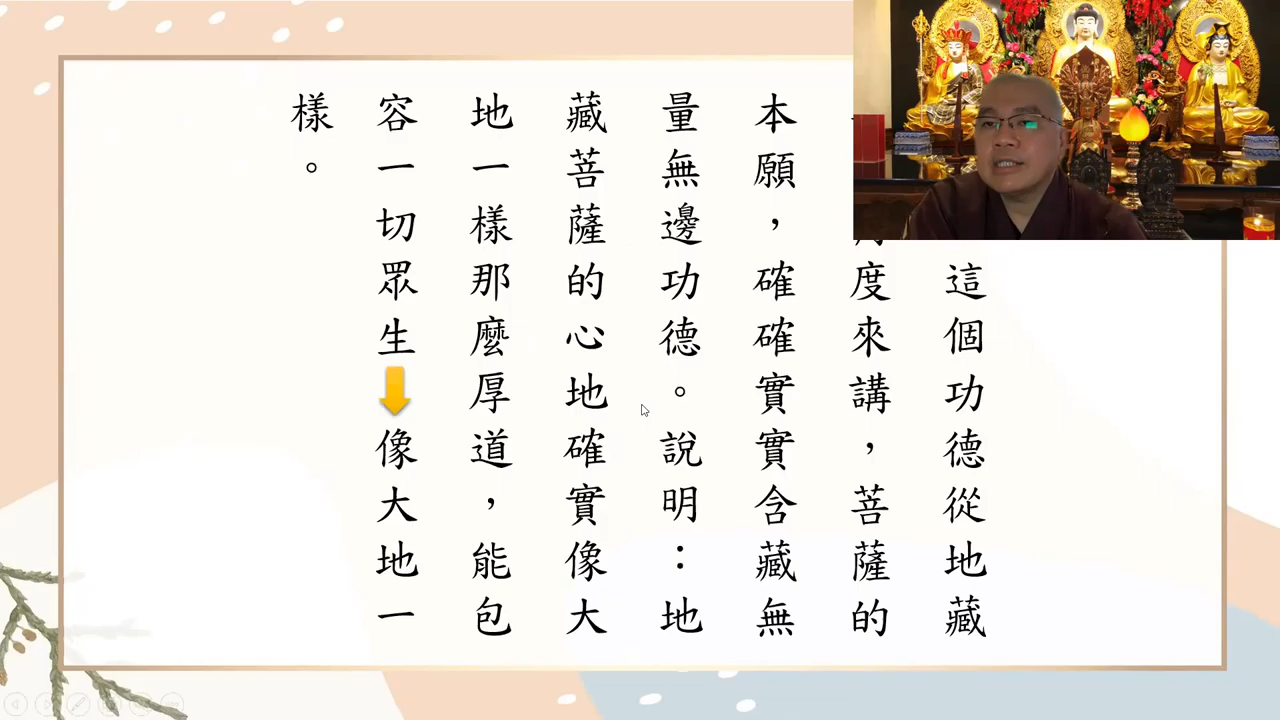 這個功德從地藏
度來講，菩薩的
本願，確確實實含藏無
量無邊功德。說明：地
藏菩薩的心地確實像大
地一樣那麼厚道，能包
容一切眾生像大地一
樣。